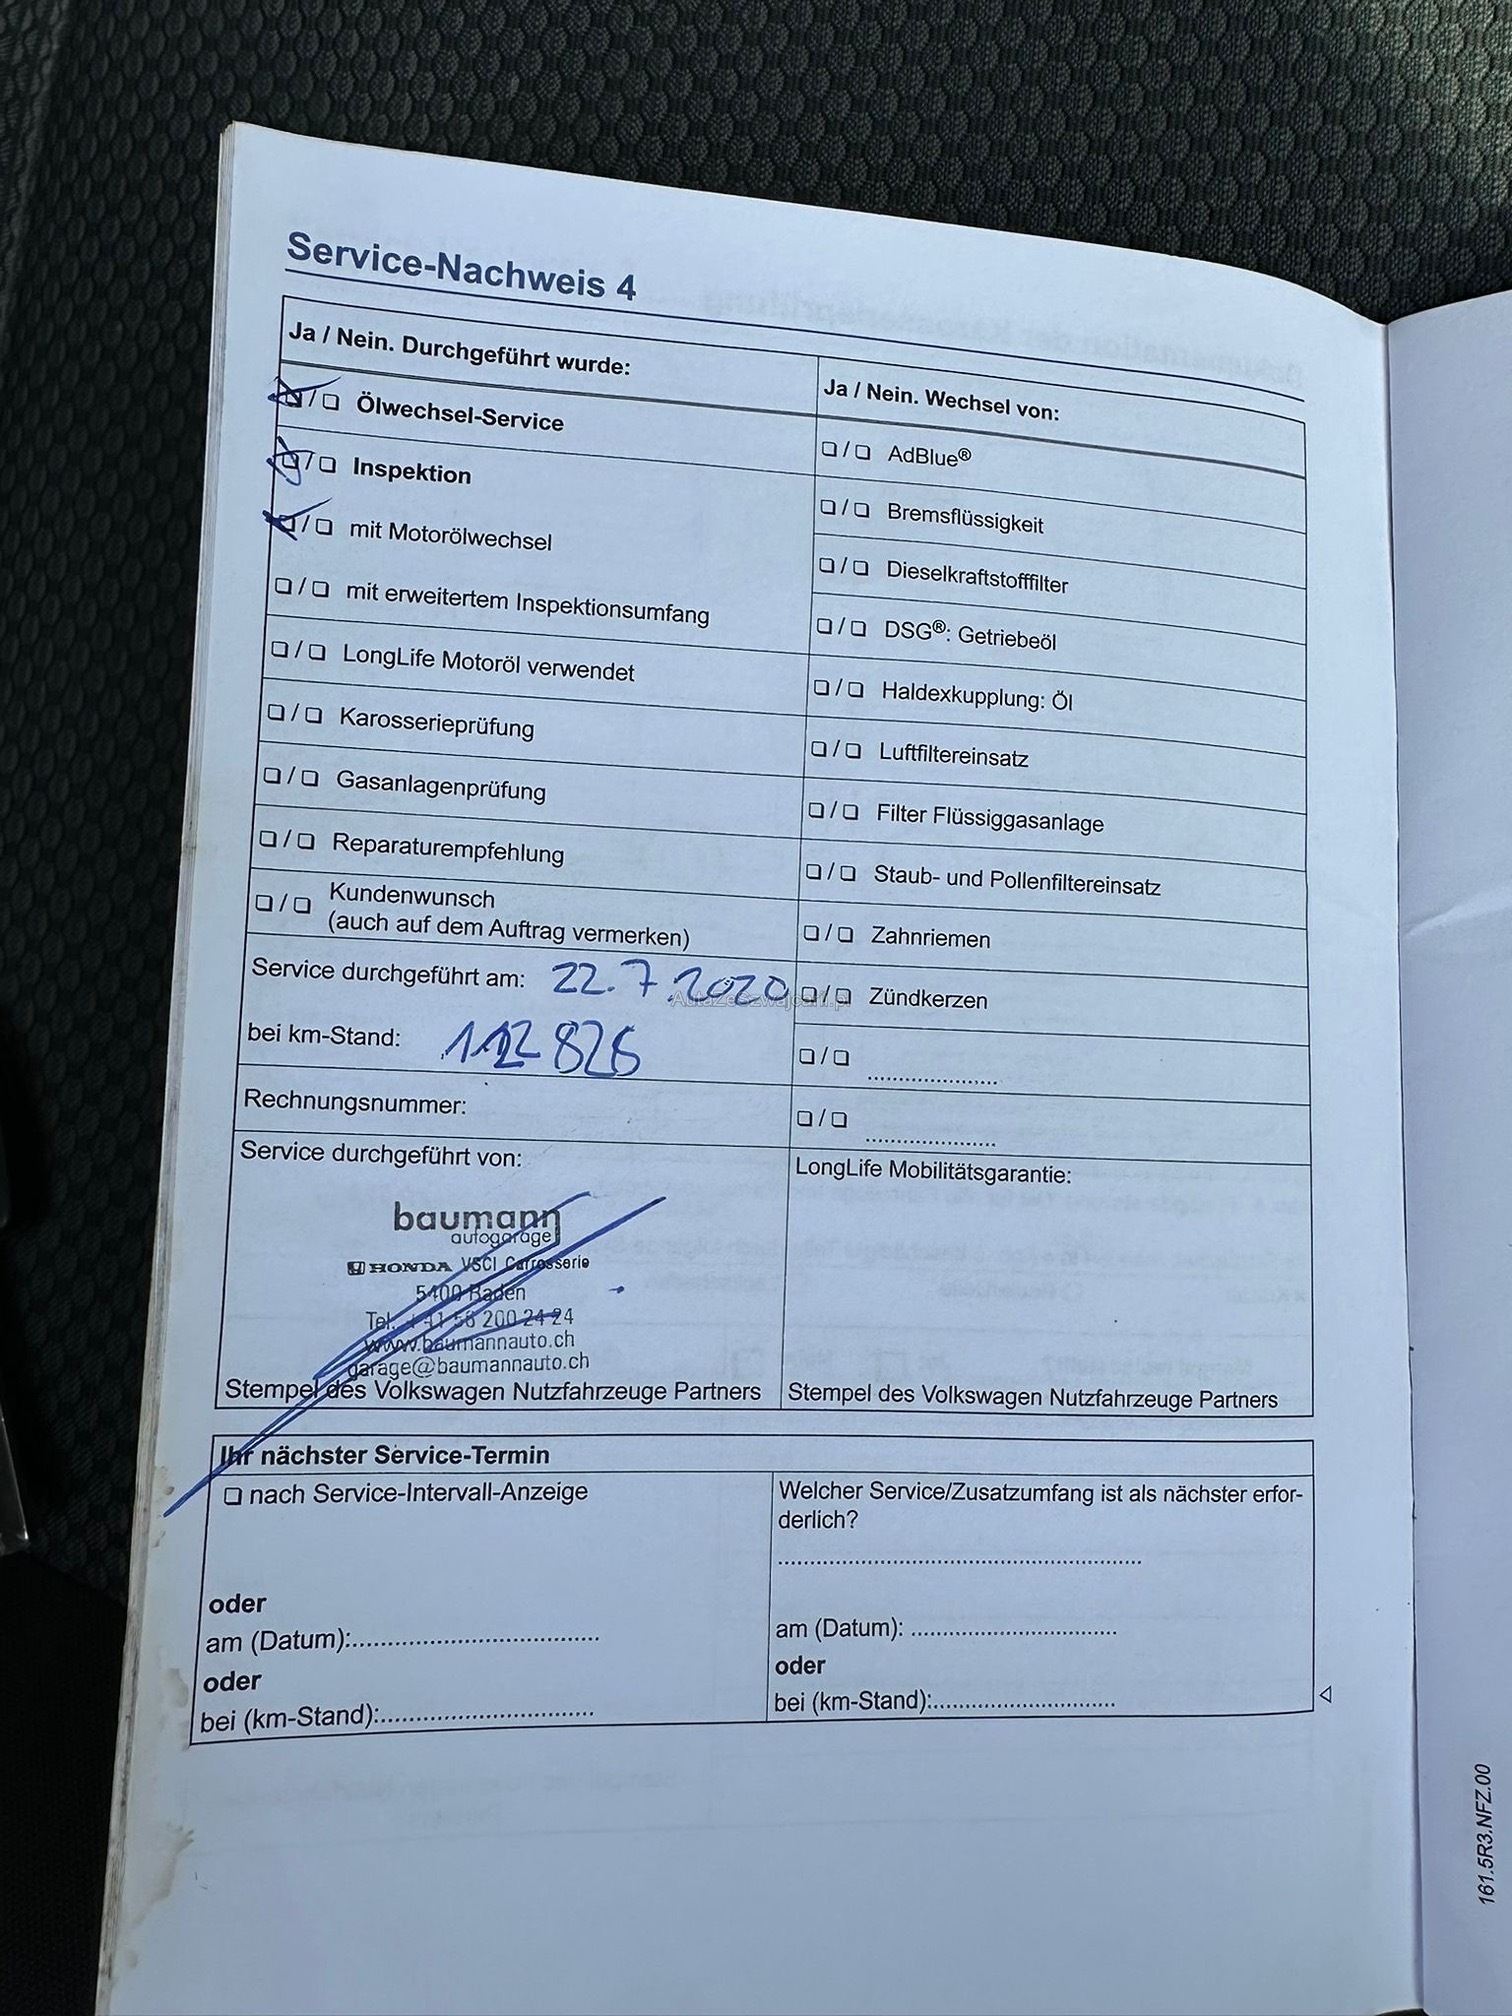 Service-Nachweis 4
Ja / Nein. Durchgeführt wurde:
❏ / ❏ Ölwechsel-Service
❏ / ❏ Inspektion
❏ / ❏ mit Motorölwechsel
❏ / ❏ mit erweitertem Inspektionsumfang
❏ / ❏ LongLife Motoröl verwendet
❏ / ❏ Karosserieprüfung
❏ / ❏ Gasanlagenprüfung
❏ / ❏ Reparaturempfehlung
❏ / ❏ Kundenwunsch
(auch auf dem Auftrag vermerken)
Service durchgeführt am: 22.7.2020
bei km-Stand: 112826
Rechnungsnummer:
Service durchgeführt von:
baumann
autogarage
HONDA VSCI Carrosserie
5400 Baden
Tel. +41 56 200 24 24
www.baumannauto.ch
garage@baumannauto.ch
Stempel des Volkswagen Nutzfahrzeuge Partners
Ja / Nein. Wechsel von:
❏ / ❏ AdBlue®
❏ / ❏ Bremsflüssigkeit
❏ / ❏ Dieselkraftstofffilter
❏ / ❏ DSG®: Getriebeöl
❏ / ❏ Haldexkupplung: Öl
❏ / ❏ Luftfiltereinsatz
❏ / ❏ Filter Flüssiggasanlage
❏ / ❏ Staub- und Pollenfiltereinsatz
❏ / ❏ Zahnriemen
❏ / ❏ Zündkerzen
❏ / ❏ ......................
❏ / ❏ ......................
LongLife Mobilitätsgarantie:
Stempel des Volkswagen Nutzfahrzeuge Partners
AutaZeSzwajcarii.pl
Ihr nächster Service-Termin
❏ nach Service-Intervall-Anzeige
oder
am (Datum):......................................
oder
bei (km-Stand):.................................
Welcher Service/Zusatzumfang ist als nächster erfor-
derlich?
.........................................................
am (Datum): ................................
oder
bei (km-Stand):.............................
161.5R3.NFZ.00